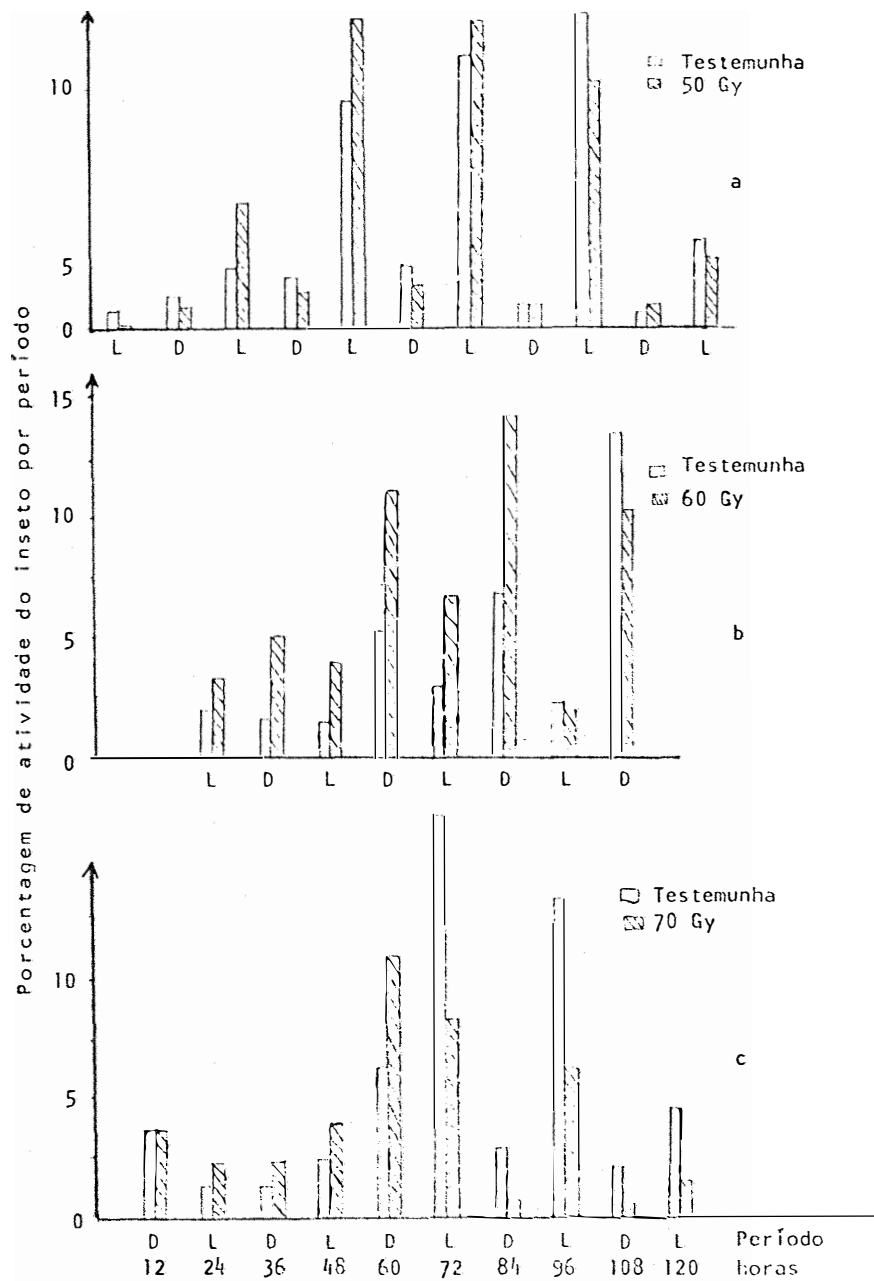 Porcentagem de atividade do inseto por período
10
5
0
Testemunha
50 Gy
a
L D L D L D L D L D L
15
10
5
0
Testemunha
60 Gy
b
L D L D L D L D
10
5
0
Testemunha
70 Gy
c
D L D L D L D L D L Período
12 24 36 48 60 72 84 96 108 120 horas